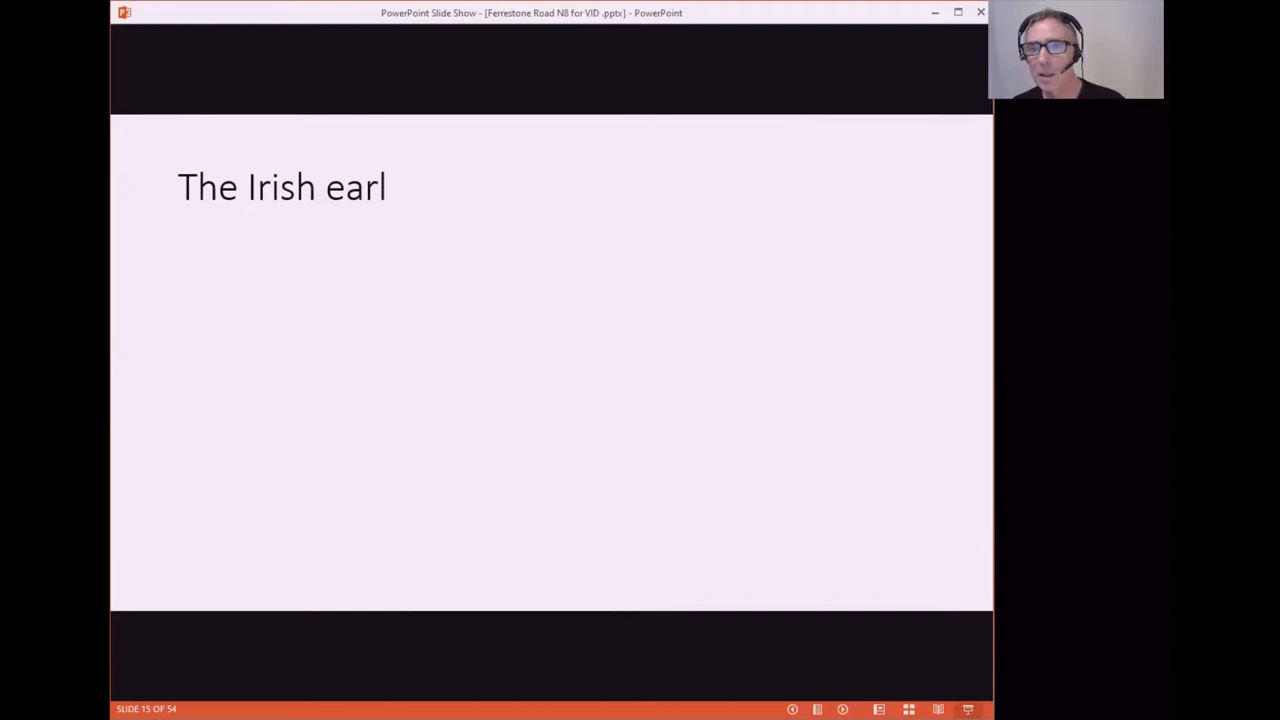 PowerPoint Slide Show - [Ferrestone Road N8 for VID .pptx] - PowerPoint
The Irish earl
SLIDE 15 OF 54